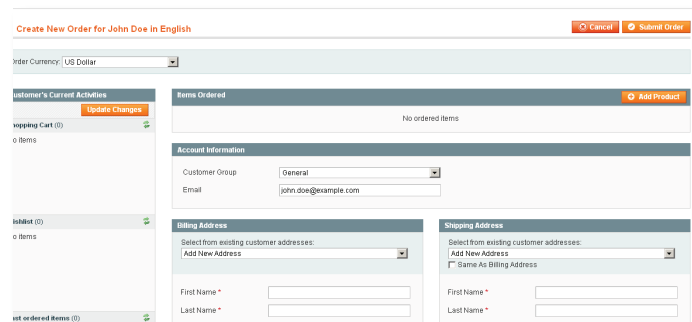 Create New Order for John Doe in English
Cancel
Submit Order
Order Currency: US Dollar
Customer's Current Activities
Update Changes
Shopping Cart (0)
No items
Wishlist (0)
No items
Last ordered items (0)
Items Ordered
Add Product
No ordered items
Account Information
Customer Group General
Email john.doe@example.com
Billing Address
Select from existing customer addresses:
Add New Address
First Name *
Last Name *
Shipping Address
Select from existing customer addresses:
Add New Address
Same As Billing Address
First Name *
Last Name *